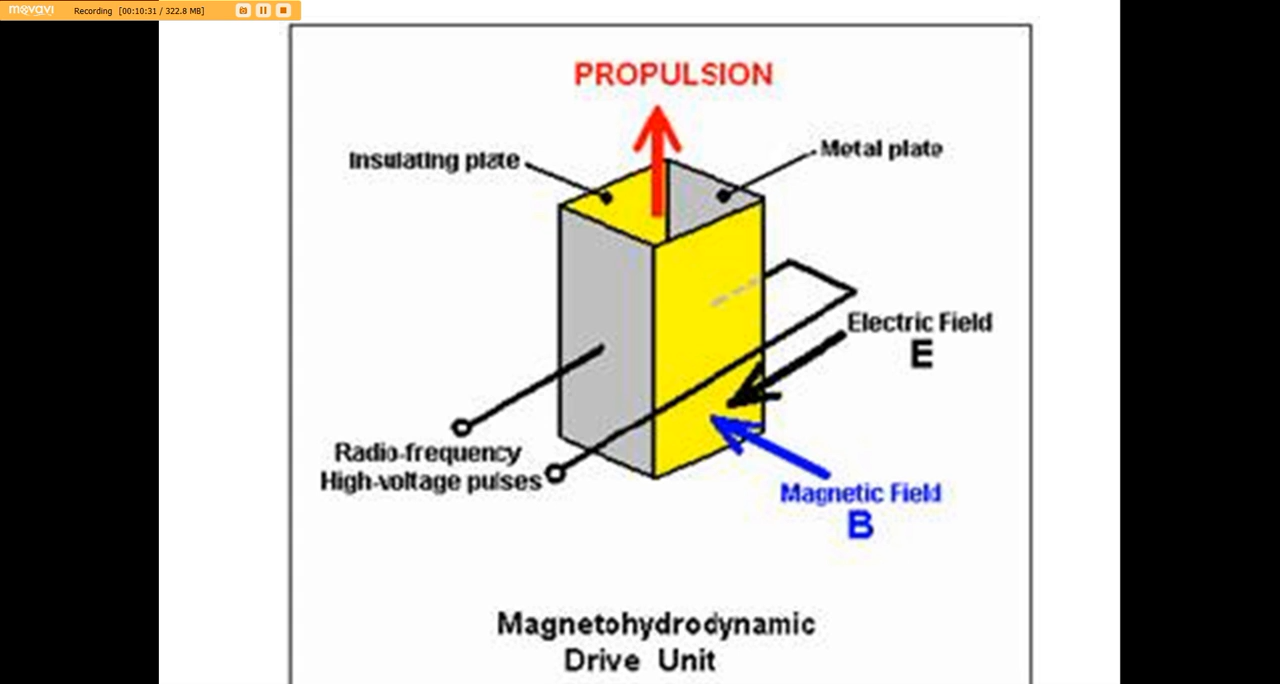 movavi Recording [00:10:31 / 322.8 MB]
PROPULSION
Insulating plate
Metal plate
Electric Field
E
Radio-frequency
High-voltage pulses
Magnetic Field
B
Magnetohydrodynamic
Drive Unit